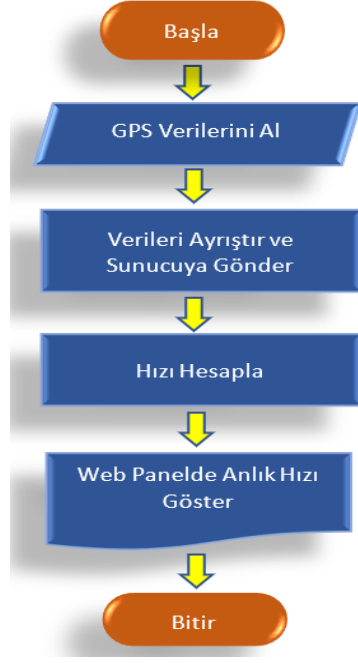 Başla
GPS Verilerini Al
Verileri Ayrıştır ve
Sunucuya Gönder
Hızı Hesapla
Web Panelde Anlık Hızı
Göster
Bitir